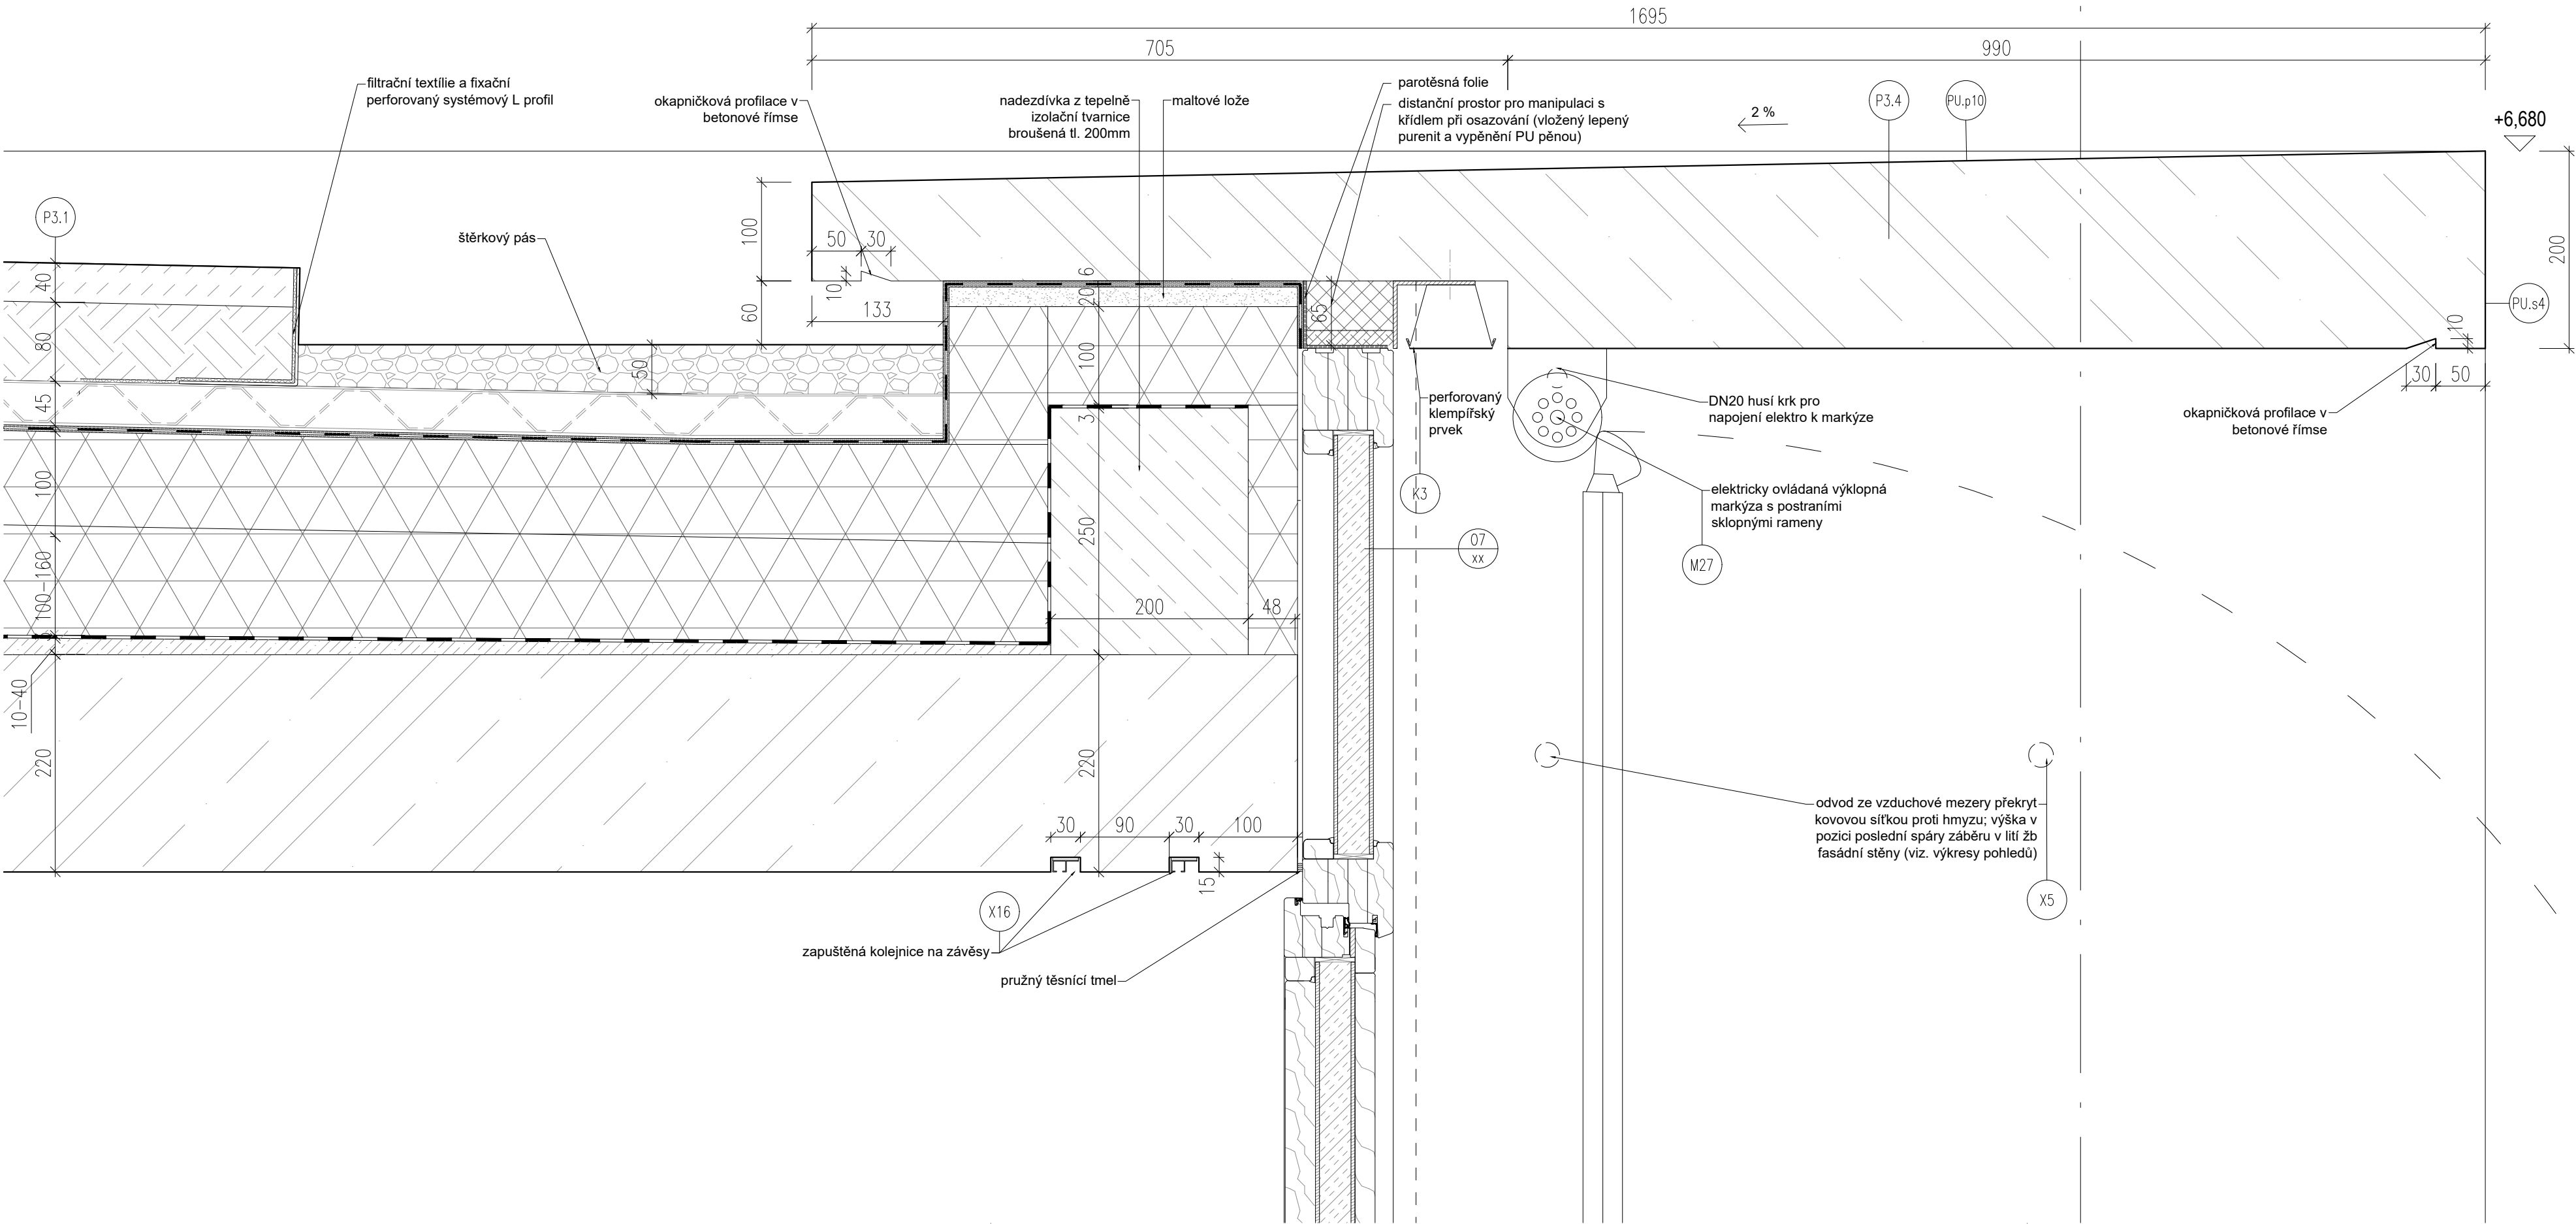 1695
705
990
filtrační textílie a fixační
perforovaný systémový L profil
okapničková profilace v
betonové římse
nadezdívka z tepelně
izolační tvarnice
broušená tl. 200mm
maltové lože
parotěsná folie
distanční prostor pro manipulaci s
křídlem při osazování (vložený lepený
purenit a vypěnění PU pěnou)
2 %
P3.4
PU.p10
+6,680
P3.1
štěrkový pás
100
50
30
10
60
133
6
20
65
200
PU.s4
10
30
50
40
80
45
50
100
3
perforovaný
klempířský
prvek
DN20 husí krk pro
napojení elektro k markýze
okapničková profilace v
betonové římse
K3
elektricky ovládaná výklopná
markýza s postraními
sklopnými rameny
M27
07
xx
100
100-160
250
200
48
10-40
220
220
30
90
30
100
15
odvod ze vzduchové mezery překryt
kovovou síťkou proti hmyzu; výška v
pozici poslední spáry záběru v lití žb
fasádní stěny (viz. výkresy pohledů)
X5
X16
zapuštěná kolejnice na závěsy
pružný těsnící tmel